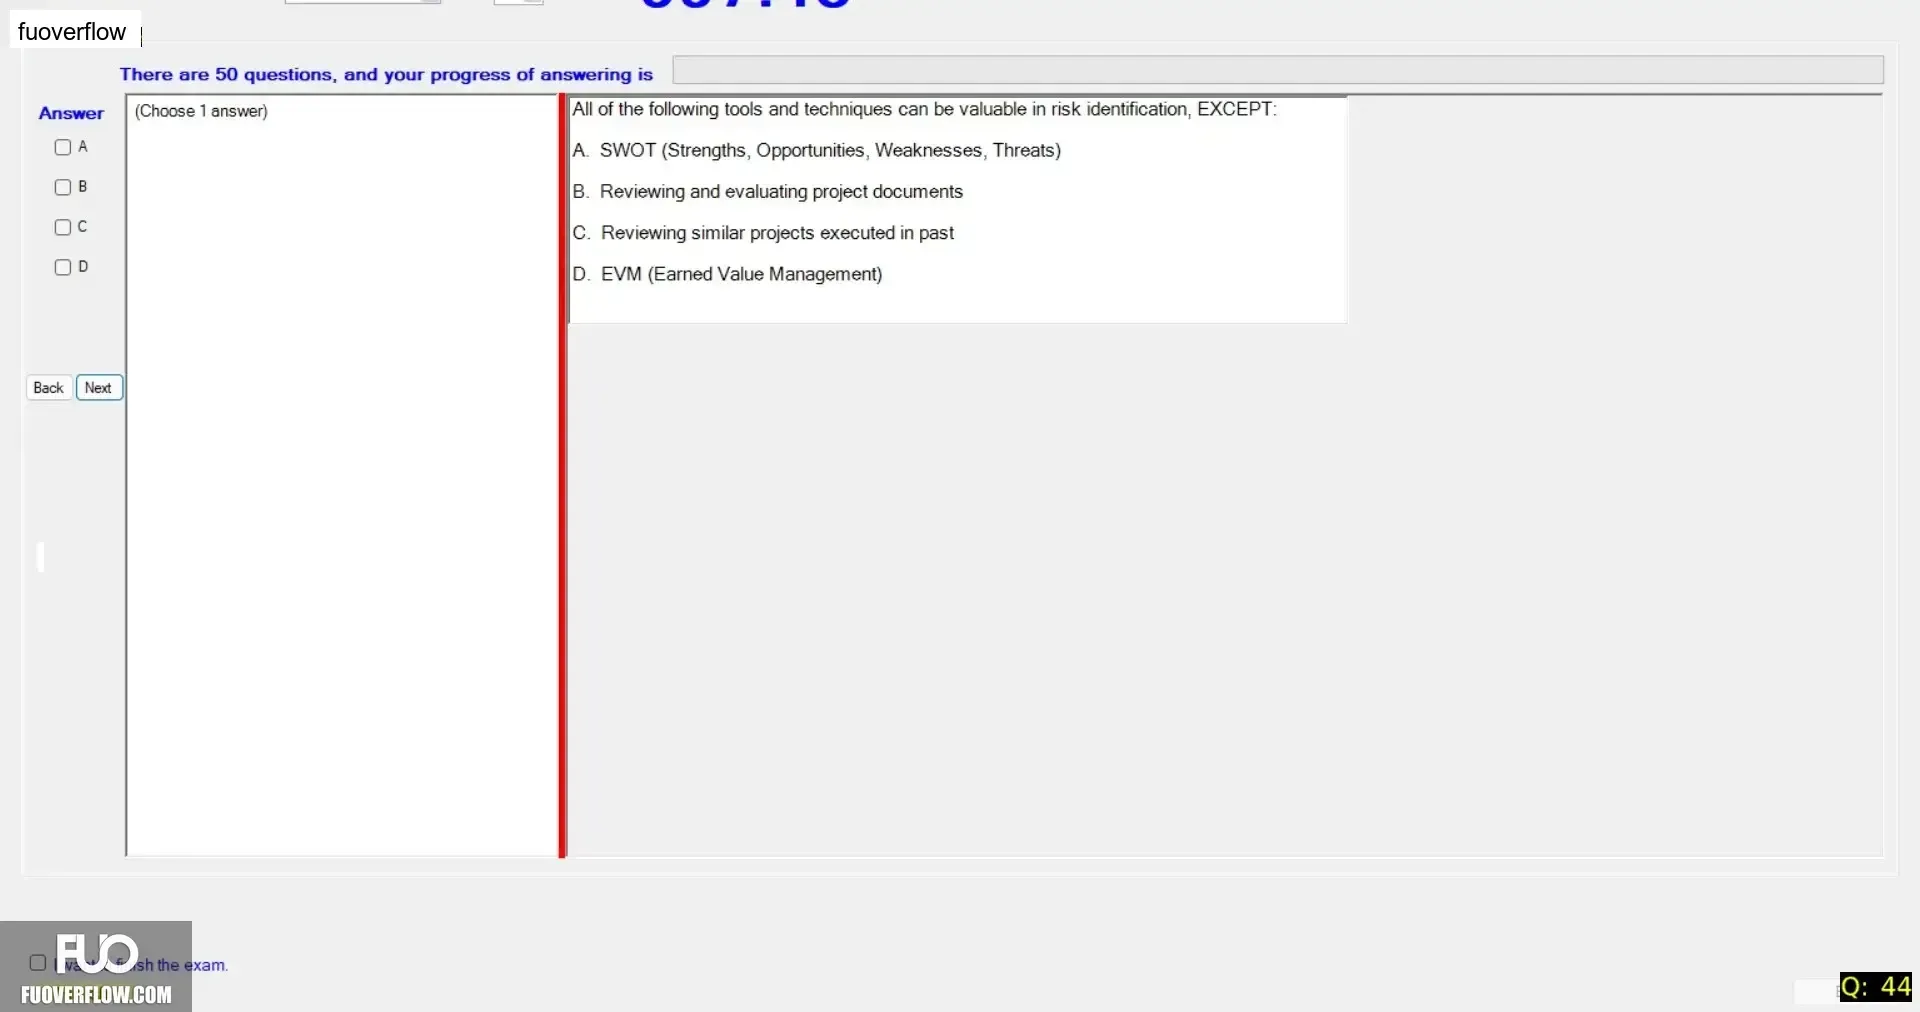 fuoverflow
There are 50 questions, and your progress of answering is
Answer
(Choose 1 answer)
A
B
C
D
Back Next
All of the following tools and techniques can be valuable in risk identification, EXCEPT:
A. SWOT (Strengths, Opportunities, Weaknesses, Threats)
B. Reviewing and evaluating project documents
C. Reviewing similar projects executed in past
D. EVM (Earned Value Management)
FUO
the exam.
FUOVERFLOW.COM
Q: 44